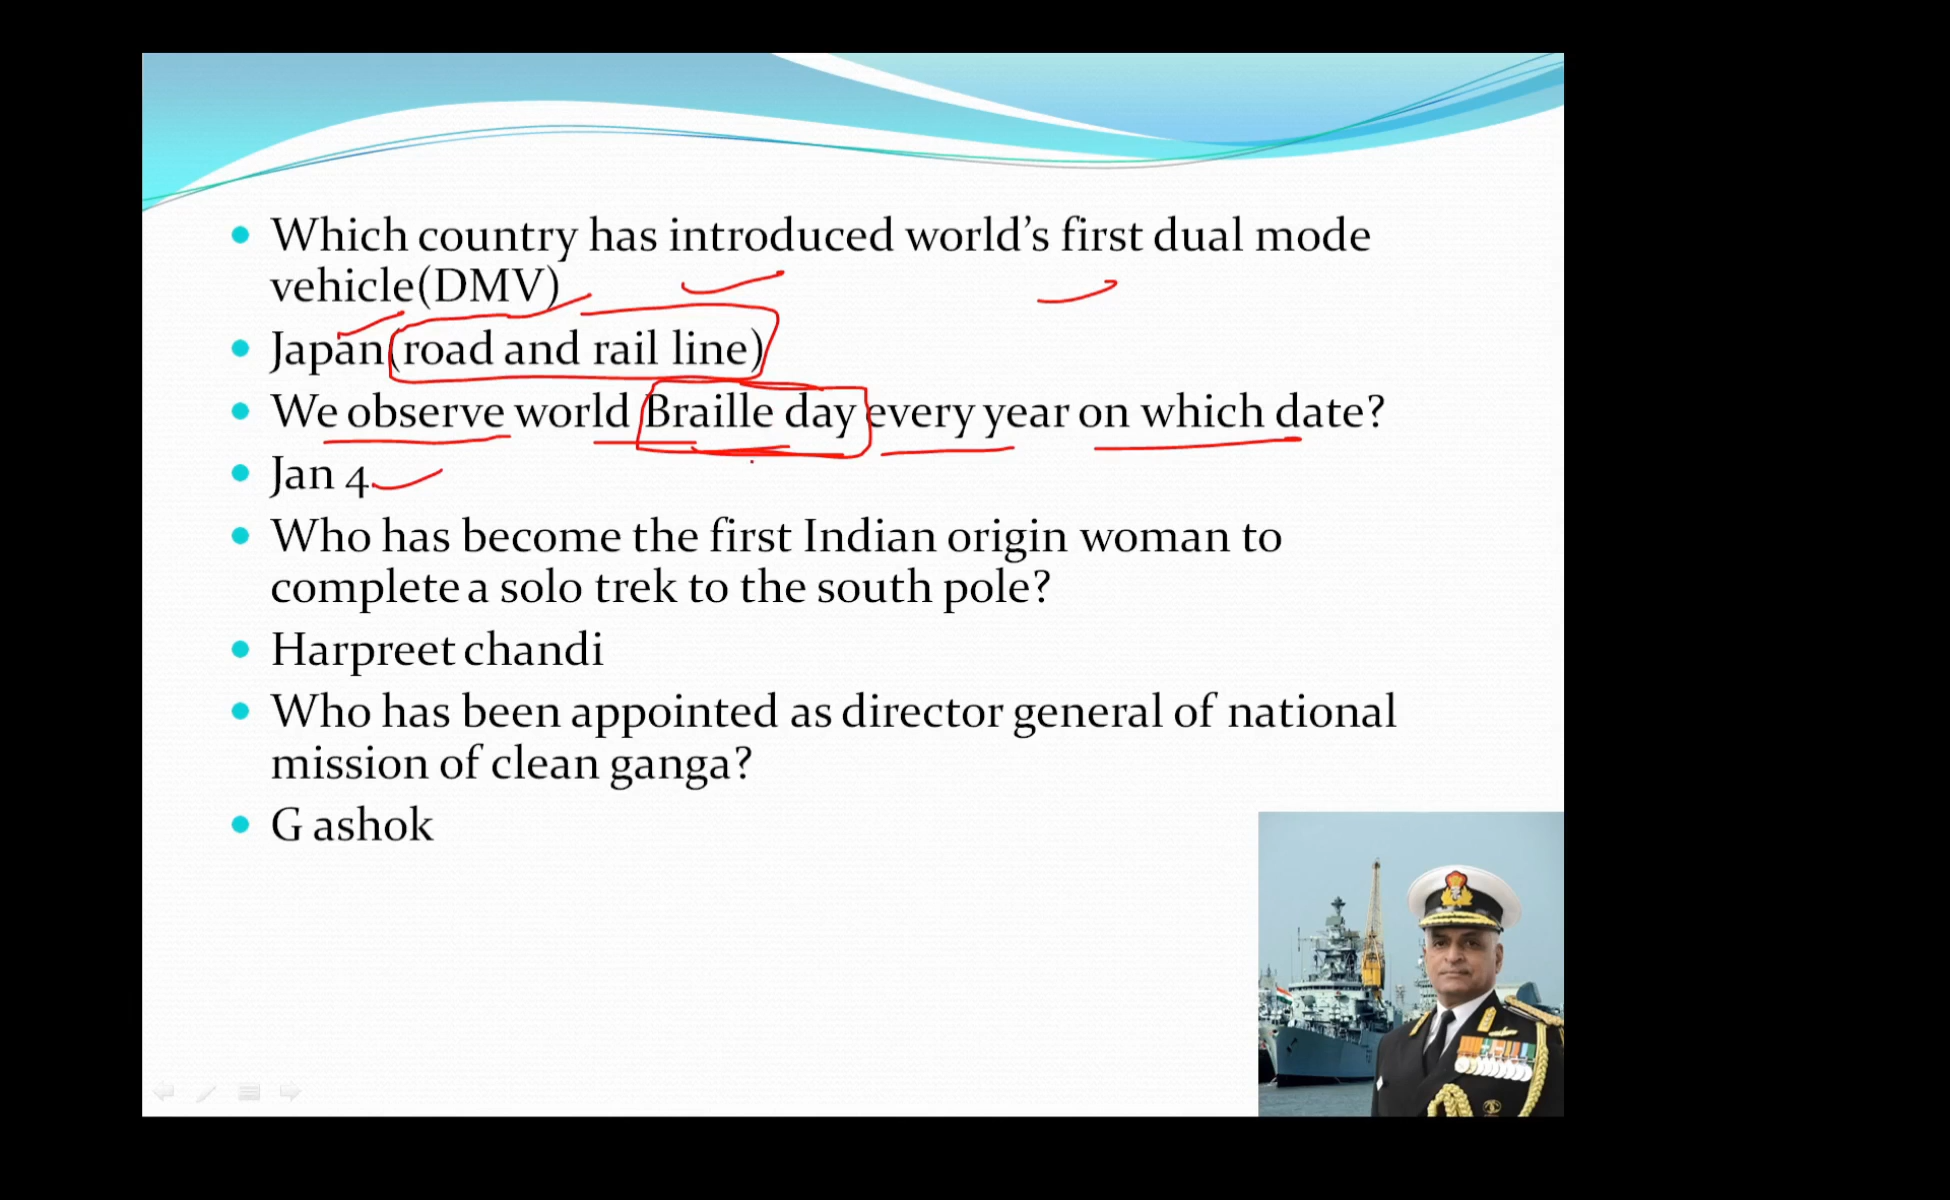 Which country has introduced world’s first dual mode
vehicle(DMV)
Japan(road and rail line)
We observe world Braille day every year on which date?
Jan 4
Who has become the first Indian origin woman to
complete a solo trek to the south pole?
Harpreet chandi
Who has been appointed as director general of national
mission of clean ganga?
G ashok